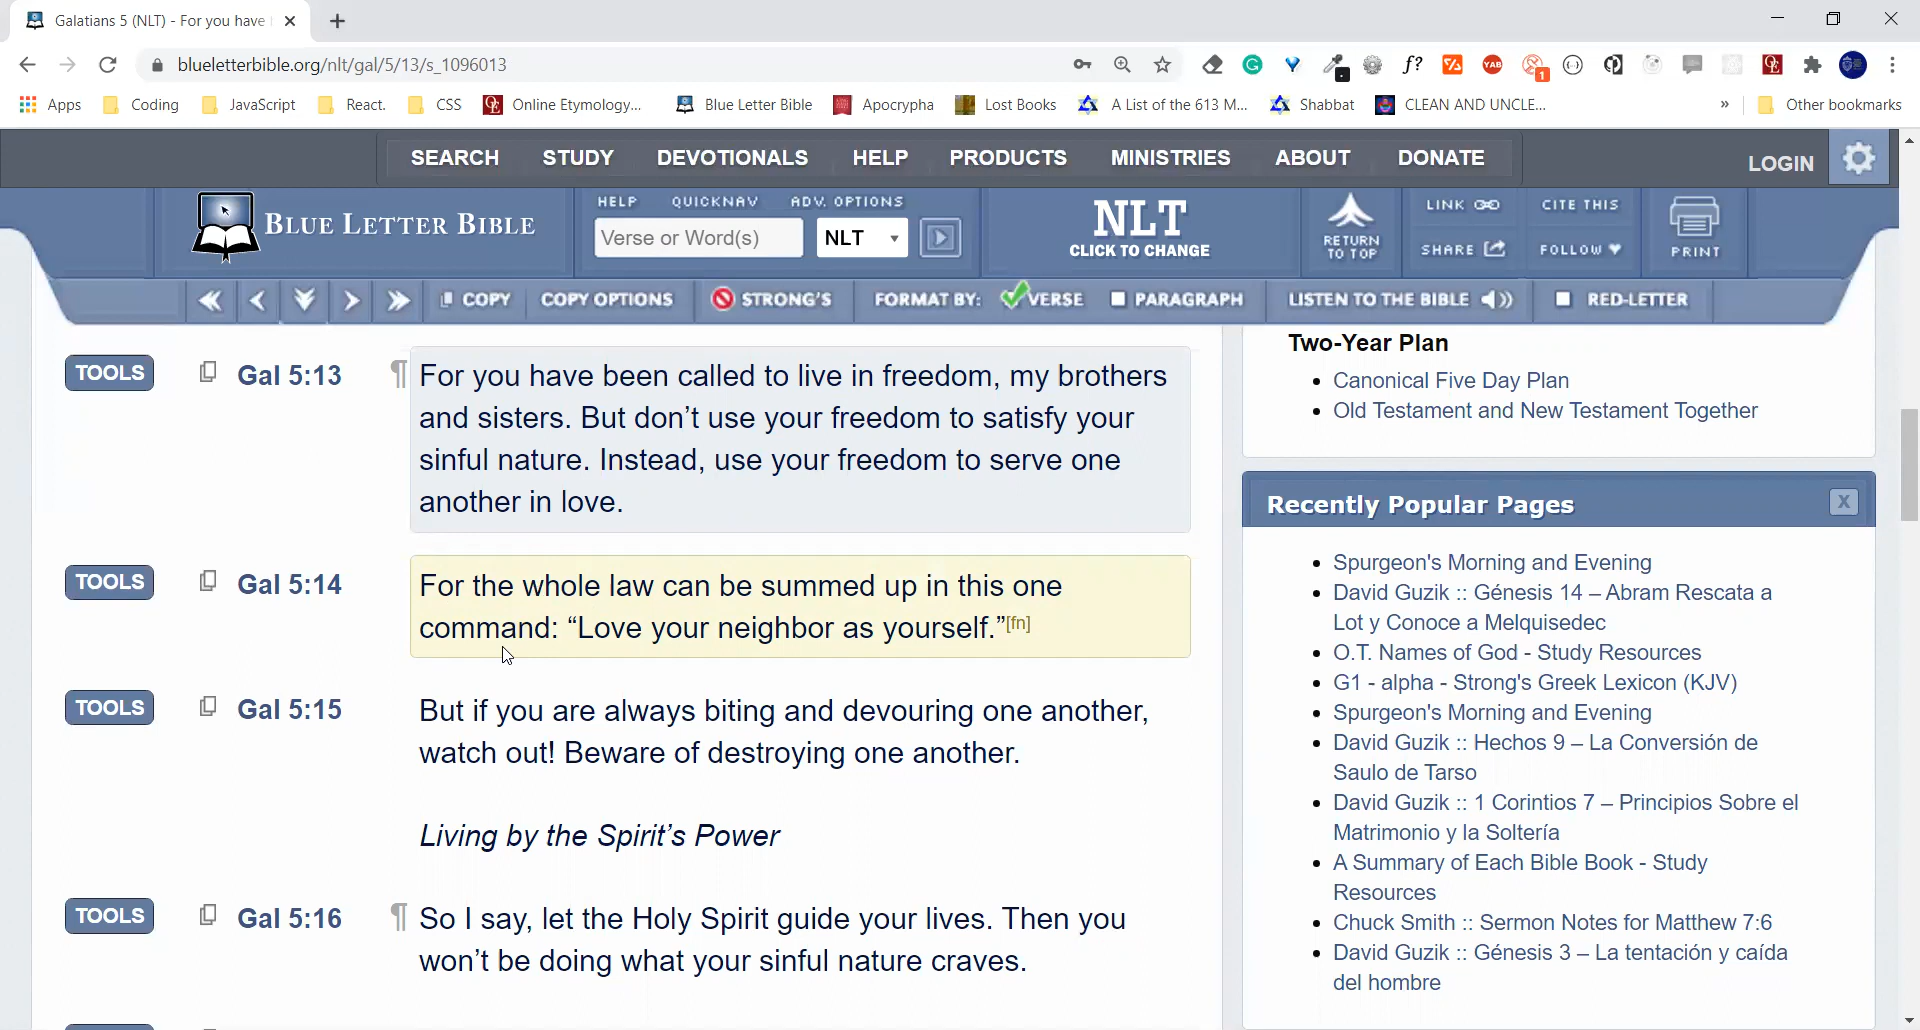 Galatians 5 (NLT) - For you have
blueletterbible.org/nlt/gal/5/13/s_1096013
Apps Coding JavaScript React. CSS Online Etymology... Blue Letter Bible Apocrypha Lost Books A List of the 613 M... Shabbat CLEAN AND UNCLE... » Other bookmarks
SEARCH STUDY DEVOTIONALS HELP PRODUCTS MINISTRIES ABOUT DONATE LOGIN
BLUE LETTER BIBLE
HELP QUICKNAV ADV. OPTIONS
Verse or Word(s) NLT
NLT
CLICK TO CHANGE
RETURN
TO TOP
LINK CITE THIS
SHARE FOLLOW
PRINT
COPY COPY OPTIONS STRONG'S FORMAT BY: VERSE PARAGRAPH LISTEN TO THE BIBLE RED-LETTER
TOOLS Gal 5:13 ¶ For you have been called to live in freedom, my brothers
and sisters. But don’t use your freedom to satisfy your
sinful nature. Instead, use your freedom to serve one
another in love.
TOOLS Gal 5:14 For the whole law can be summed up in this one
command: “Love your neighbor as yourself.”[fn]
TOOLS Gal 5:15 But if you are always biting and devouring one another,
watch out! Beware of destroying one another.
Living by the Spirit’s Power
TOOLS Gal 5:16 ¶ So I say, let the Holy Spirit guide your lives. Then you
won’t be doing what your sinful nature craves.
Two-Year Plan
• Canonical Five Day Plan
• Old Testament and New Testament Together
Recently Popular Pages X
• Spurgeon's Morning and Evening
• David Guzik :: Génesis 14 – Abram Rescata a
Lot y Conoce a Melquisedec
• O.T. Names of God - Study Resources
• G1 - alpha - Strong's Greek Lexicon (KJV)
• Spurgeon's Morning and Evening
• David Guzik :: Hechos 9 – La Conversión de
Saulo de Tarso
• David Guzik :: 1 Corintios 7 – Principios Sobre el
Matrimonio y la Soltería
• A Summary of Each Bible Book - Study
Resources
• Chuck Smith :: Sermon Notes for Matthew 7:6
• David Guzik :: Génesis 3 – La tentación y caída
del hombre